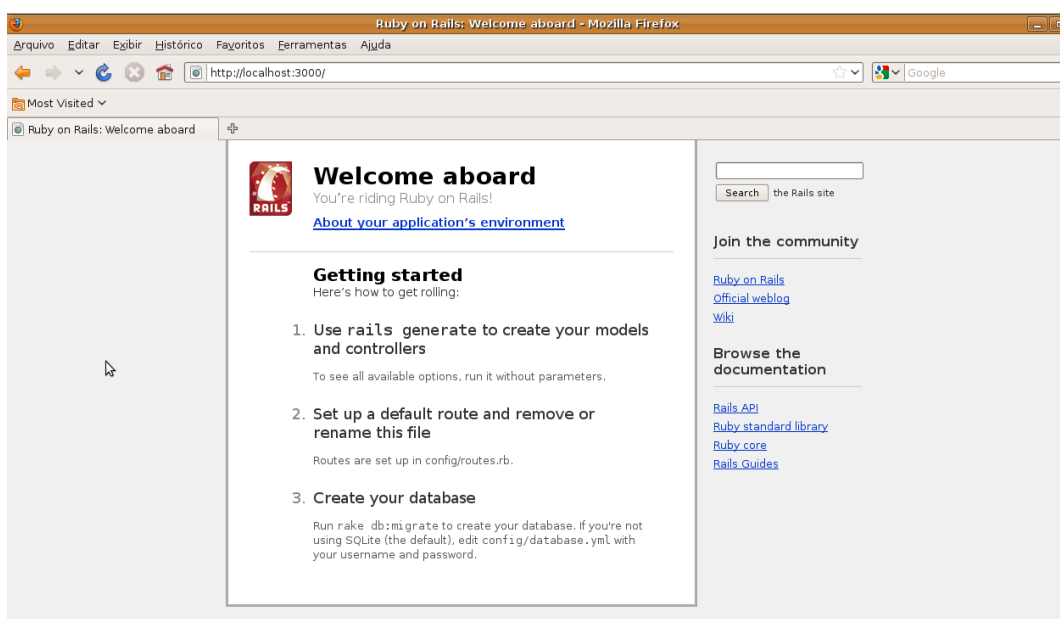 Ruby on Rails: Welcome aboard - Mozilla Firefox
Arquivo Editar Exibir Histórico Favoritos Ferramentas Ajuda
http://localhost:3000/
Google
Most Visited
Ruby on Rails: Welcome aboard
RAILS
Welcome aboard
You’re riding Ruby on Rails!
About your application’s environment
Getting started
Here’s how to get rolling:
1. Use rails generate to create your models
and controllers
To see all available options, run it without parameters.
2. Set up a default route and remove or
rename this file
Routes are set up in config/routes.rb.
3. Create your database
Run rake db:migrate to create your database. If you're not
using SQLite (the default), edit config/database.yml with
your username and password.
Search the Rails site
Join the community
Ruby on Rails
Official weblog
Wiki
Browse the
documentation
Rails API
Ruby standard library
Ruby core
Rails Guides